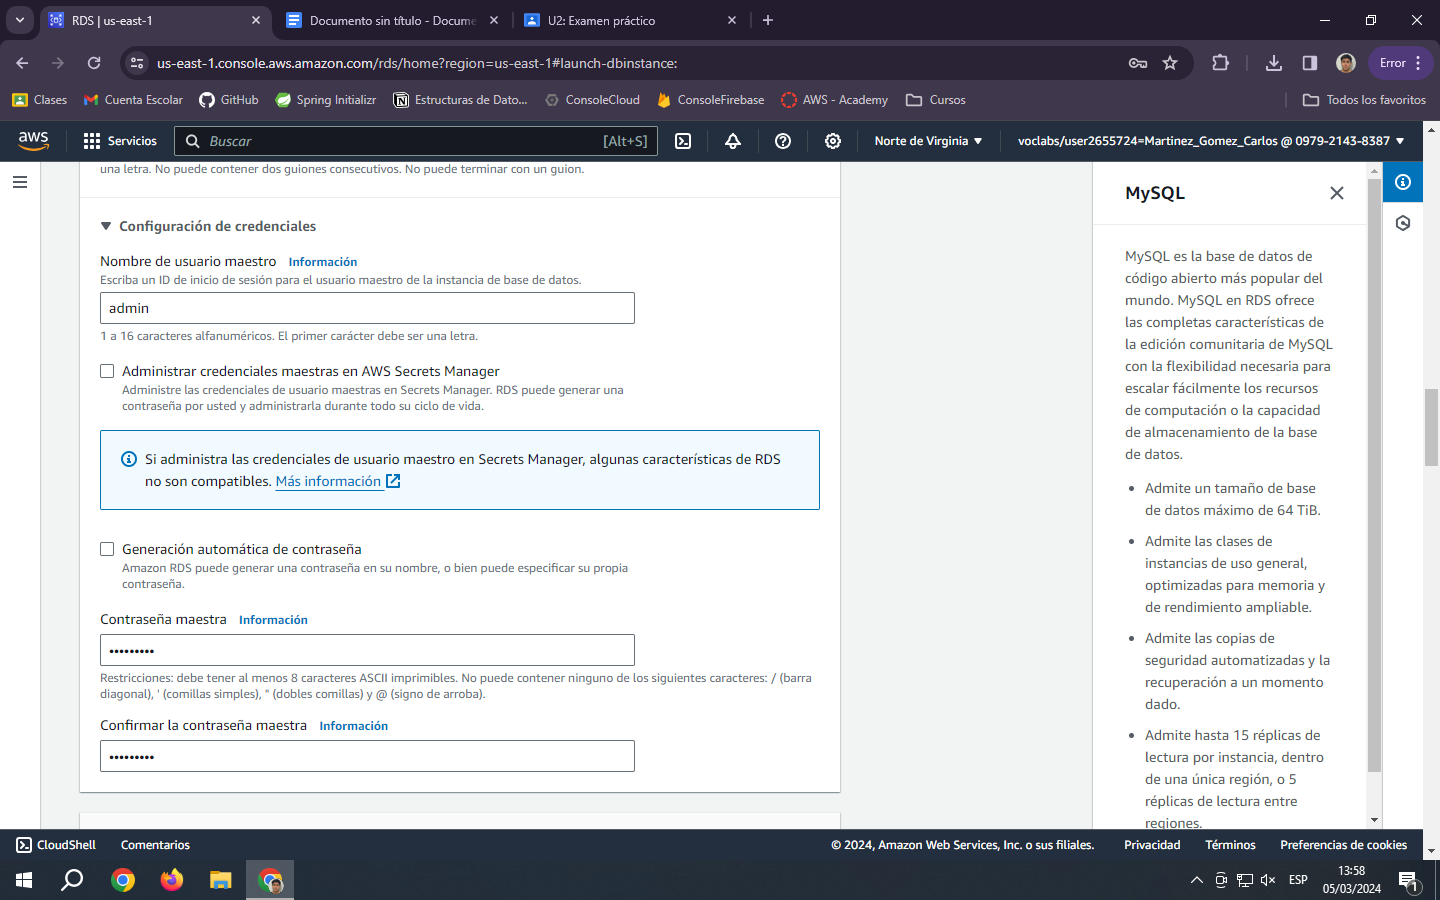 RDS | us-east-1
Documento sin título - Docume
U2: Examen práctico
us-east-1.console.aws.amazon.com/rds/home?region=us-east-1#launch-dbinstance:
Error
Clases
Cuenta Escolar
GitHub
Spring Initializr
Estructuras de Dato...
ConsoleCloud
ConsoleFirebase
AWS - Academy
Cursos
Todos los favoritos
aws
Servicios
Buscar
[Alt+S]
Norte de Virginia
voclabs/user2655724=Martinez_Gomez_Carlos @ 0979-2143-8387
una letra. No puede contener dos guiones consecutivos. No puede terminar con un guion.
Configuración de credenciales
Nombre de usuario maestro Información
Escriba un ID de inicio de sesión para el usuario maestro de la instancia de base de datos.
admin
1 a 16 caracteres alfanuméricos. El primer carácter debe ser una letra.
Administrar credenciales maestras en AWS Secrets Manager
Administre las credenciales de usuario maestras en Secrets Manager. RDS puede generar una
contraseña por usted y administrarla durante todo su ciclo de vida.
Si administra las credenciales de usuario maestro en Secrets Manager, algunas características de RDS
no son compatibles. Más información
Generación automática de contraseña
Amazon RDS puede generar una contraseña en su nombre, o bien puede especificar su propia
contraseña.
Contraseña maestra Información
•••••••••
Restricciones: debe tener al menos 8 caracteres ASCII imprimibles. No puede contener ninguno de los siguientes caracteres: / (barra
diagonal), ' (comillas simples), " (dobles comillas) y @ (signo de arroba).
Confirmar la contraseña maestra Información
•••••••••
MySQL
MySQL es la base de datos de
código abierto más popular del
mundo. MySQL en RDS ofrece
las completas características de
la edición comunitaria de MySQL
con la flexibilidad necesaria para
escalar fácilmente los recursos
de computación o la capacidad
de almacenamiento de la base
de datos.
• Admite un tamaño de base
de datos máximo de 64 TiB.
• Admite las clases de
instancias de uso general,
optimizadas para memoria y
de rendimiento ampliable.
• Admite las copias de
seguridad automatizadas y la
recuperación a un momento
dado.
• Admite hasta 15 réplicas de
lectura por instancia, dentro
de una única región, o 5
réplicas de lectura entre
regiones.
CloudShell
Comentarios
© 2024, Amazon Web Services, Inc. o sus filiales.
Privacidad
Términos
Preferencias de cookies
ESP
13:58
05/03/2024
1